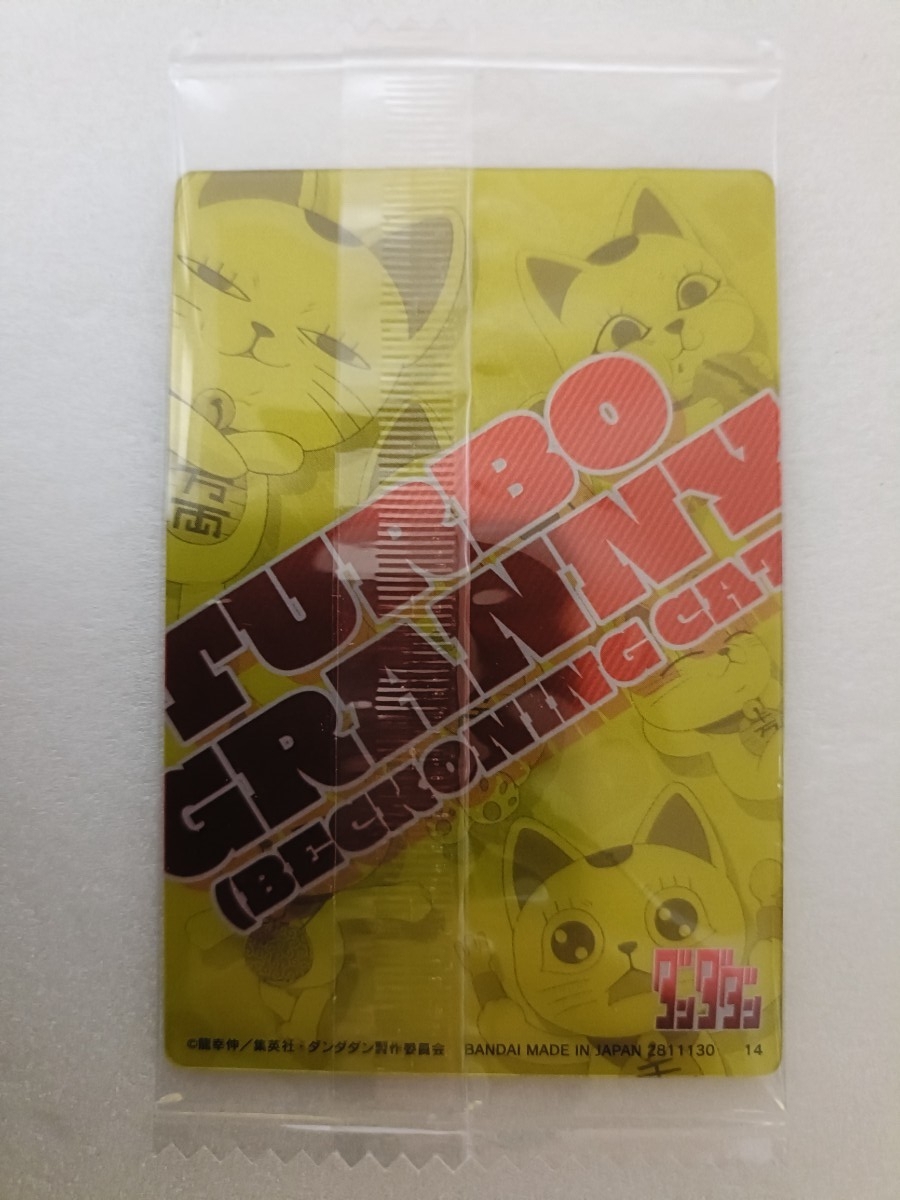 TURBO
GRANNY
(BECKONING CAT
ダンダダン
©龍幸伸／集英社・ダンダダン製作委員会 BANDAI MADE IN JAPAN 2811130 14